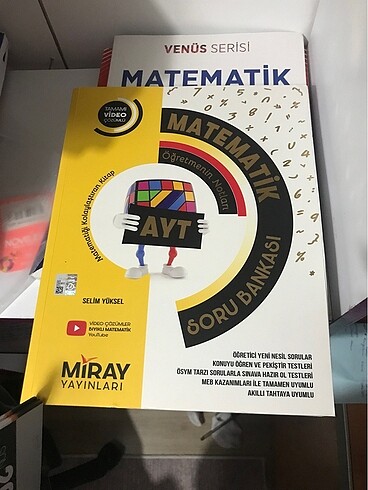 VENÜS SERİSİ
MATEMATİK
TAMAMI
VİDEO
ÇÖZÜMLÜ
MATEMATİK
Öğretmenin Notları
SORU BANKASI
Matematiği Kolaylaştıran Kitap
AYT
SELİM YÜKSEL
VİDEO ÇÖZÜMLER
BIYIKLI MATEMATİK
YouTube
MİRAY
YAYINLARI
ÖĞRETİCİ YENİ NESİL SORULAR
KONUYU ÖĞREN VE PEKİŞTİR TESTLERİ
ÖSYM TARZI SORULARLA SINAVA HAZIR OL TESTLERİ
MEB KAZANIMLARI İLE TAMAMEN UYUMLU
AKILLI TAHTAYA UYUMLU